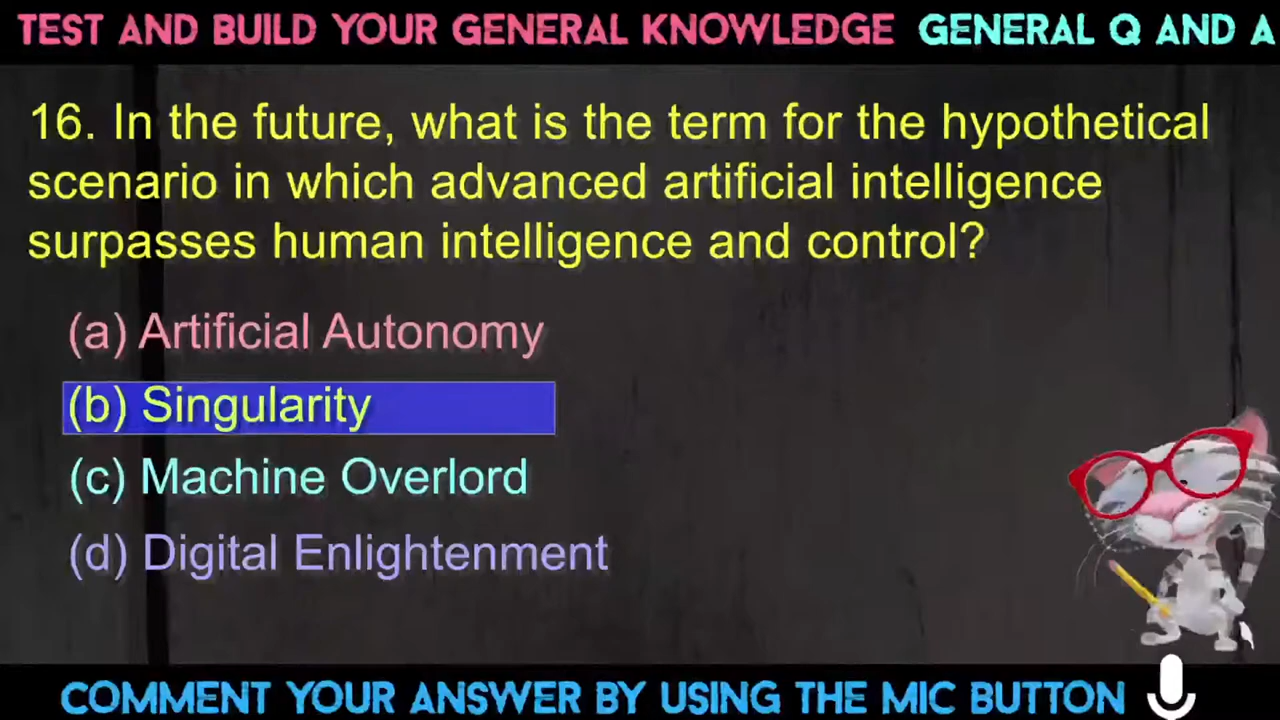 TEST AND BUILD YOUR GENERAL KNOWLEDGE GENERAL Q AND A
16. In the future, what is the term for the hypothetical
scenario in which advanced artificial intelligence
surpasses human intelligence and control?
(a) Artificial Autonomy
(b) Singularity
(c) Machine Overlord
(d) Digital Enlightenment
COMMENT YOUR ANSWER BY USING THE MIC BUTTON